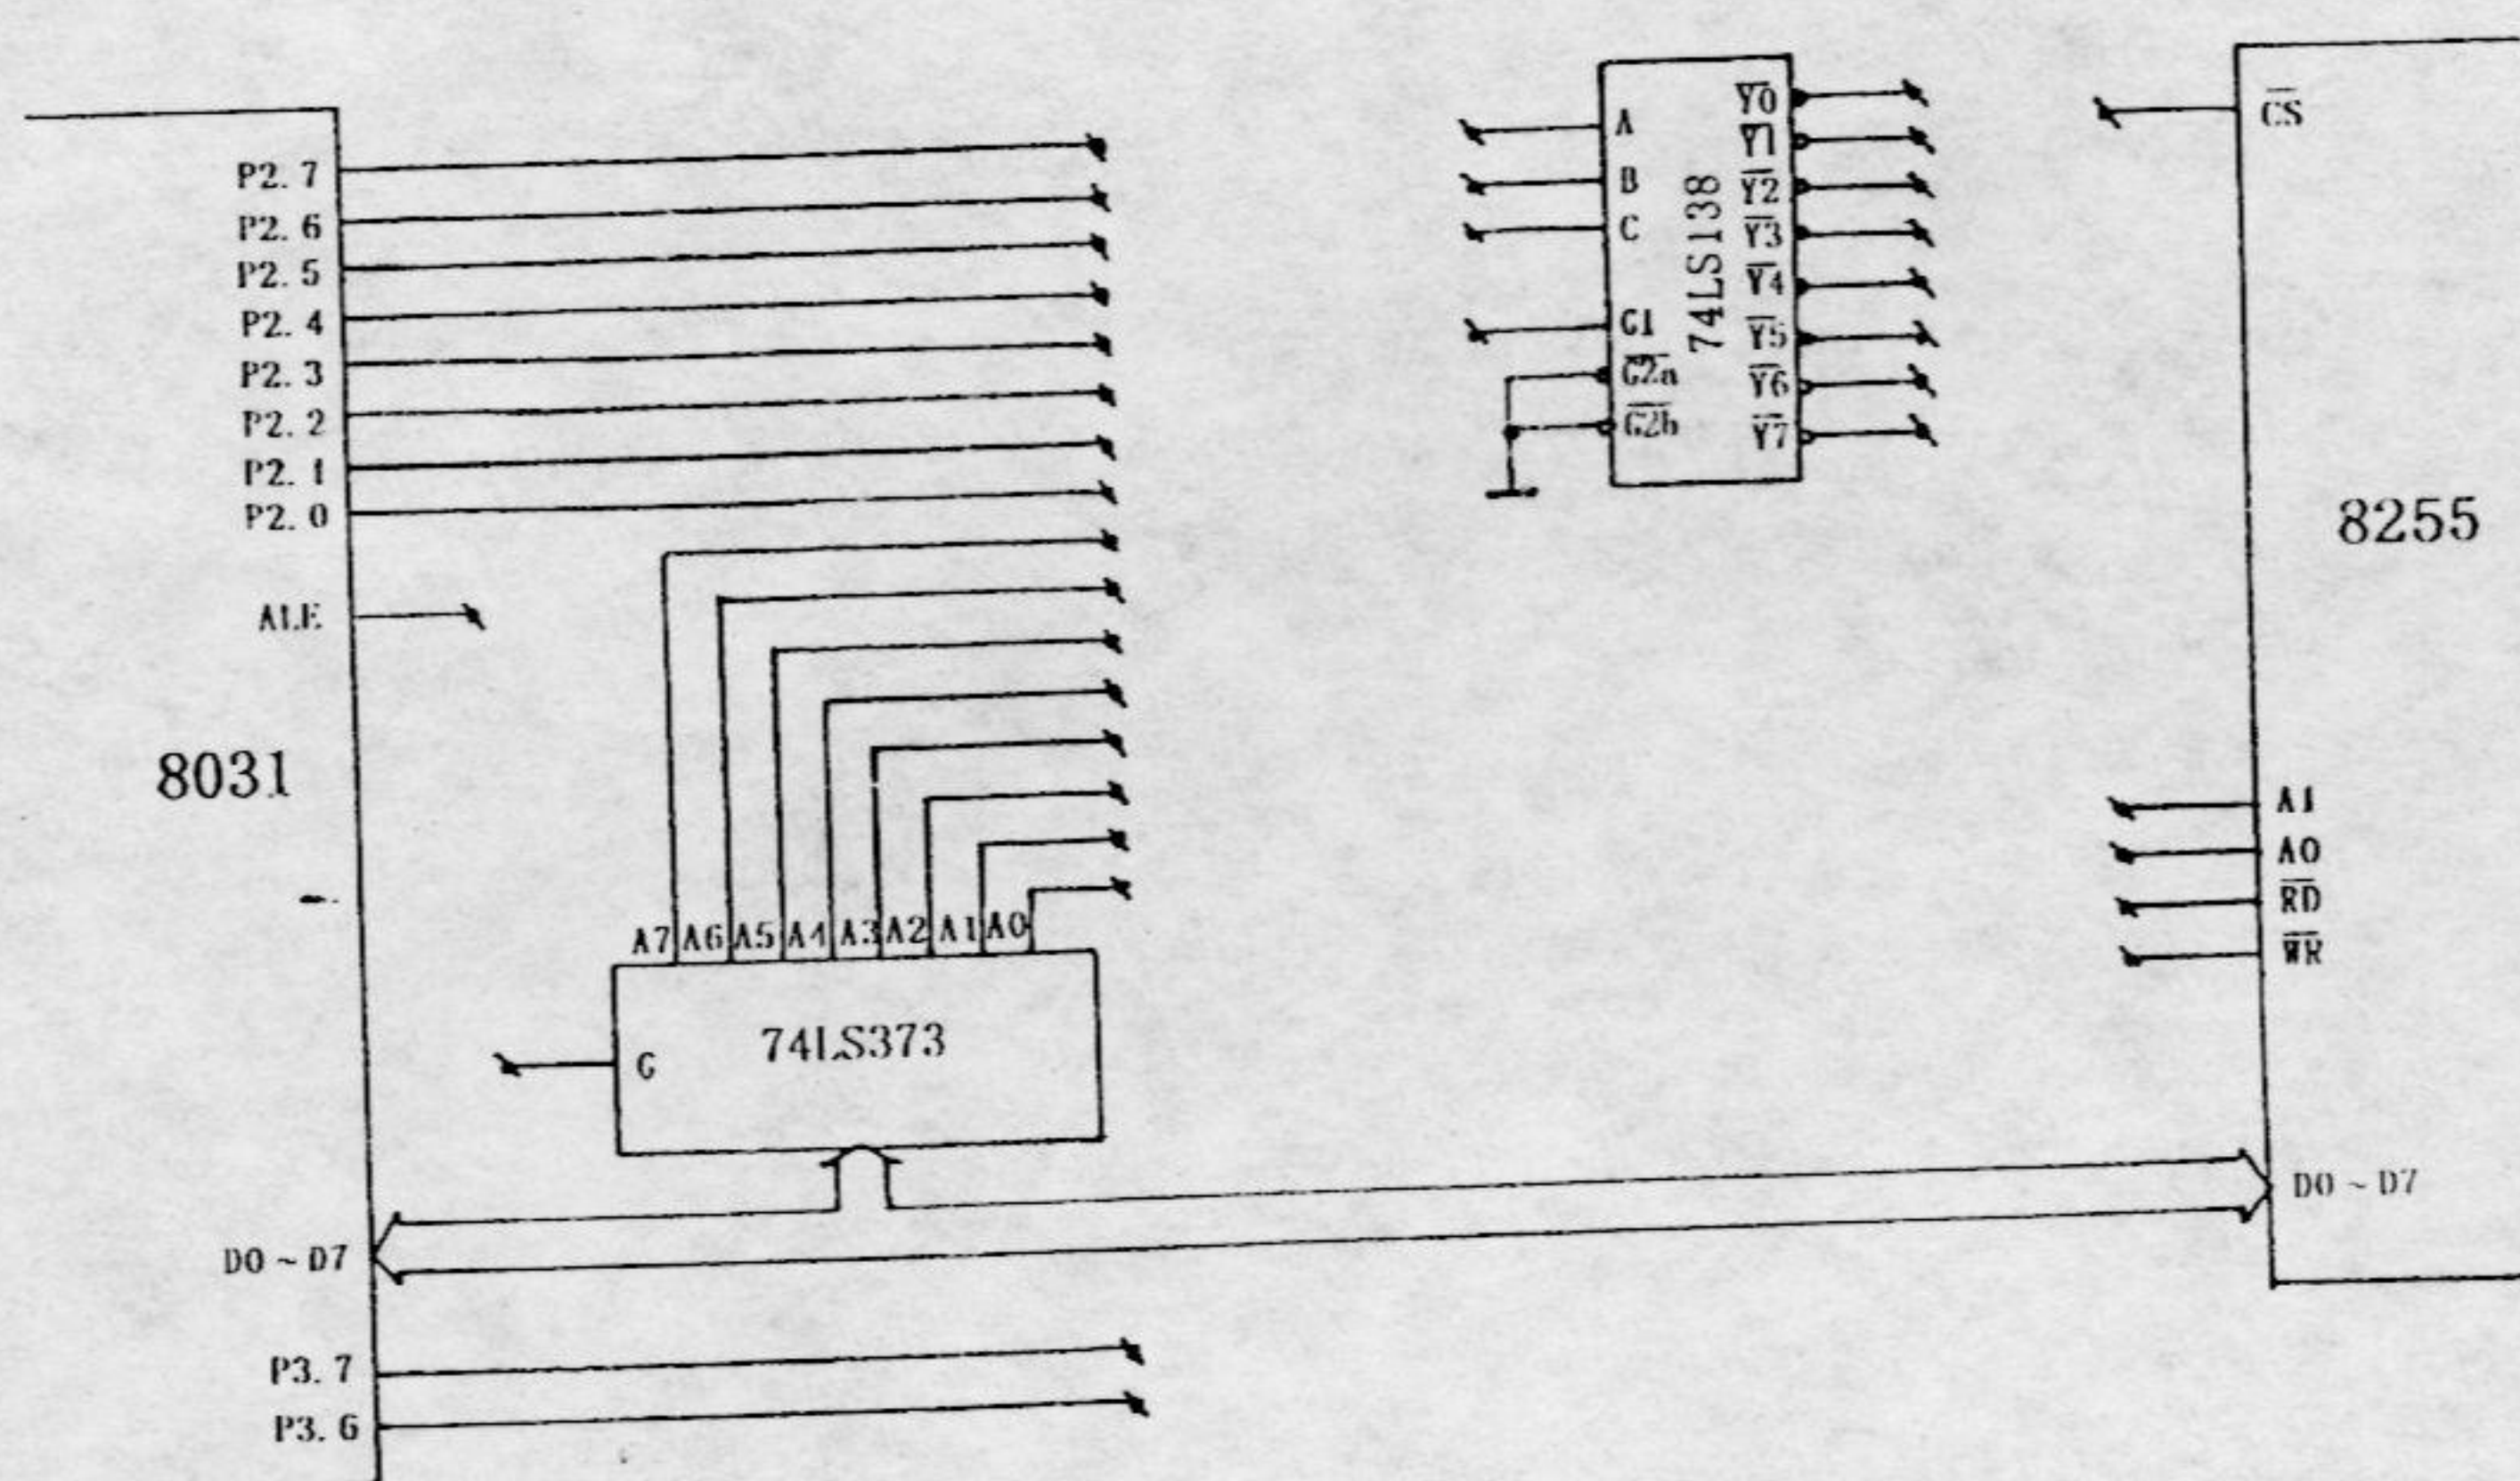 P2.7
P2.6
P2.5
P2.4
P2.3
P2.2
P2.1
P2.0
ALE
8031
D0~D7
P3.7
P3.6
A7 A6 A5 A4 A3 A2 A1 A0
74LS373
G
A
B
C
G1
G2a
G2b
74LS138
Y0
Y1
Y2
Y3
Y4
Y5
Y6
Y7
CS
8255
A1
A0
RD
WR
D0~D7